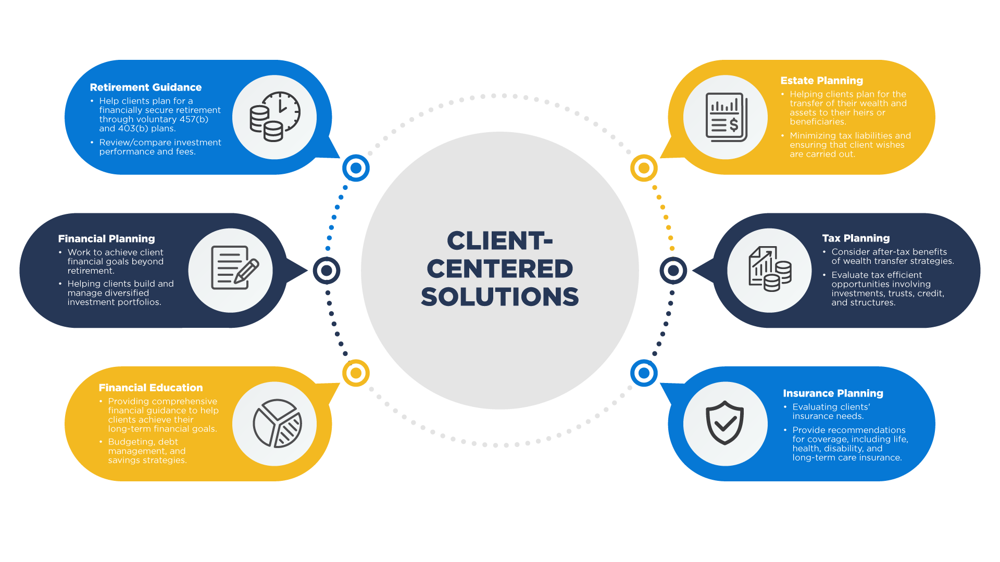 Retirement Guidance
• Help clients plan for a
financially secure retirement
through voluntary 457(b)
and 403(b) plans.
• Review/compare investment
performance and fees.
Financial Planning
• Work to achieve client
financial goals beyond
retirement.
• Helping clients build and
manage diversified
investment portfolios.
Financial Education
• Providing comprehensive
financial guidance to help
clients achieve their
long-term financial goals.
• Budgeting, debt
management, and
savings strategies.
CLIENT-
CENTERED
SOLUTIONS
Estate Planning
• Helping clients plan for the
transfer of their wealth and
assets to their heirs or
beneficiaries.
• Minimizing tax liabilities and
ensuring that client wishes
are carried out.
$
Tax Planning
• Consider after-tax benefits
of wealth transfer strategies.
• Evaluate tax efficient
opportunities involving
investments, trusts, credit,
and structures.
Insurance Planning
• Evaluating clients'
insurance needs.
• Provide recommendations
for coverage, including life,
health, disability, and
long-term care insurance.